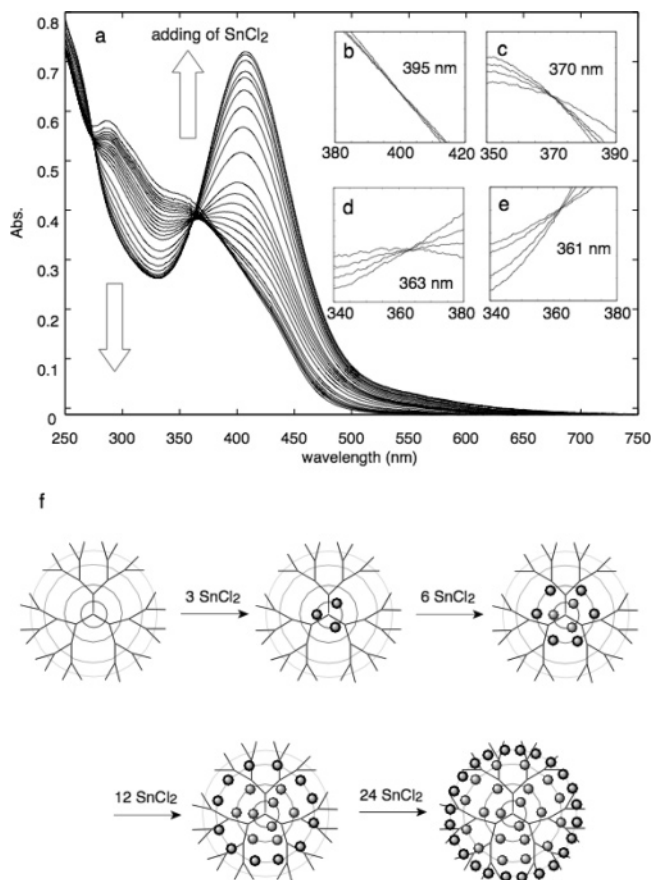 a
adding of SnCl2
0.8
0.7
0.6
0.5
0.4
0.3
0.2
0.1
0
Abs.
250 300 350 400 450 500 550 600 650 700 750
wavelength (nm)
b
395 nm
380 400 420
c
370 nm
350 370 390
d
363 nm
340 360 380
e
361 nm
340 360 380
f
3 SnCl2
6 SnCl2
12 SnCl2
24 SnCl2